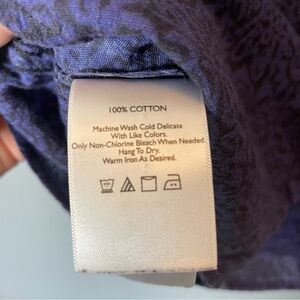 100% COTTON
Machine Wash Cold Delicate
With Like Colors.
Only Non-Chlorine Bleach When Needed.
Hang To Dry.
Warm Iron As Desired.